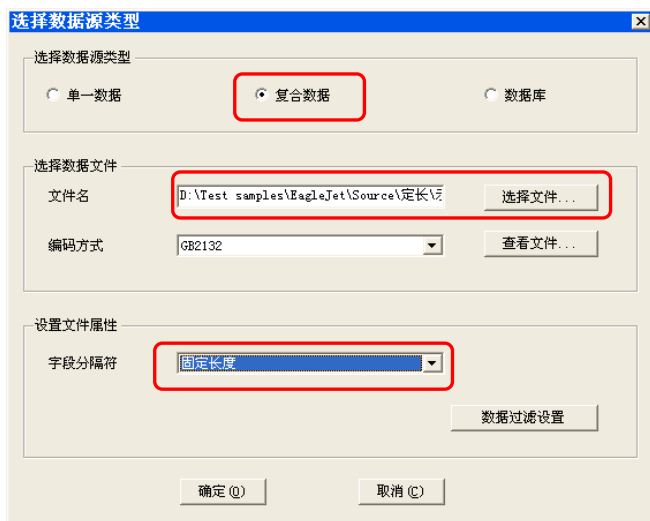 选择数据源类型
选择数据源类型
单一数据 复合数据 数据库
选择数据文件
文件名 D:\Test samples\EagleJet\Source\定长\ 选择文件...
编码方式 GB2132 查看文件...
设置文件属性
字段分隔符 固定长度
数据过滤设置
确定(O) 取消(C)